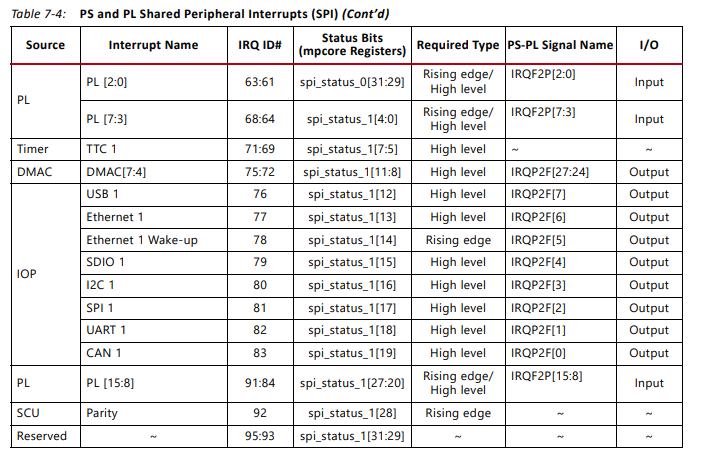 Table 7-4: PS and PL Shared Peripheral Interrupts (SPI) (Cont'd)
Source Interrupt Name IRQ ID# Status Bits (mpcore Registers) Required Type PS-PL Signal Name I/O
PL PL [2:0] 63:61 spi_status_0[31:29] Rising edge/ High level IRQF2P[2:0] Input
PL [7:3] 68:64 spi_status_1[4:0] Rising edge/ High level IRQF2P[7:3] Input
Timer TTC 1 71:69 spi_status_1[7:5] High level ~ ~
DMAC DMAC[7:4] 75:72 spi_status_1[11:8] High level IRQP2F[27:24] Output
IOP USB 1 76 spi_status_1[12] High level IRQP2F[7] Output
Ethernet 1 77 spi_status_1[13] High level IRQP2F[6] Output
Ethernet 1 Wake-up 78 spi_status_1[14] Rising edge IRQP2F[5] Output
SDIO 1 79 spi_status_1[15] High level IRQP2F[4] Output
I2C 1 80 spi_status_1[16] High level IRQP2F[3] Output
SPI 1 81 spi_status_1[17] High level IRQP2F[2] Output
UART 1 82 spi_status_1[18] High level IRQP2F[1] Output
CAN 1 83 spi_status_1[19] High level IRQP2F[0] Output
PL PL [15:8] 91:84 spi_status_1[27:20] Rising edge/ High level IRQF2P[15:8] Input
SCU Parity 92 spi_status_1[28] Rising edge ~ ~
Reserved ~ 95:93 spi_status_1[31:29] ~ ~ ~